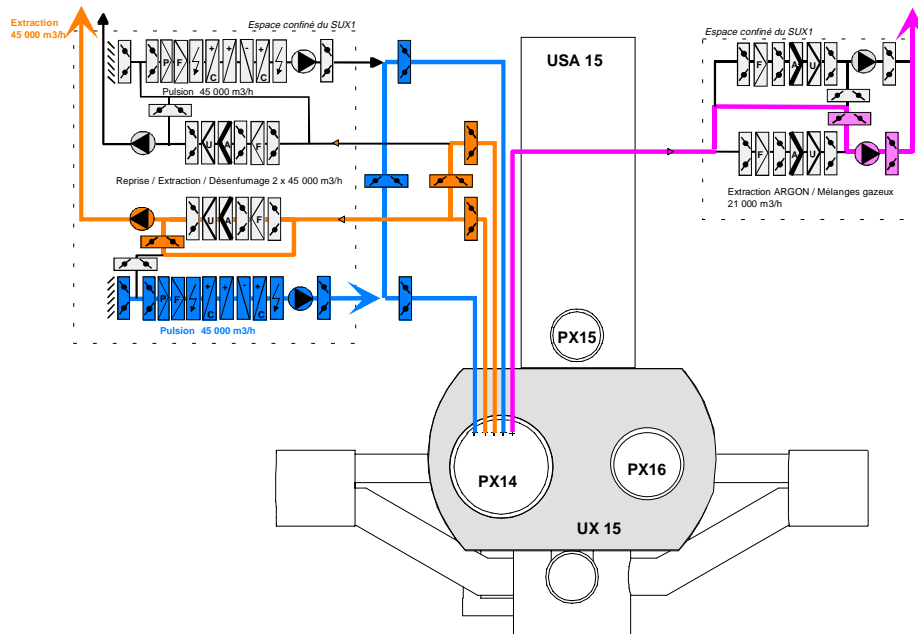 Extraction
45 000 m3/h
Espace confiné du SUX1
P F + + - + C C
Pulsion 45 000 m3/h
U A F
Reprise / Extraction / Désenfumage 2 x 45 000 m3/h
U A F
P F + + - + C C
Pulsion 45 000 m3/h
USA 15
Espace confiné du SUX1
F A U
F A U
Extraction ARGON / Mélanges gazeux
21 000 m3/h
PX15
PX14
PX16
UX 15